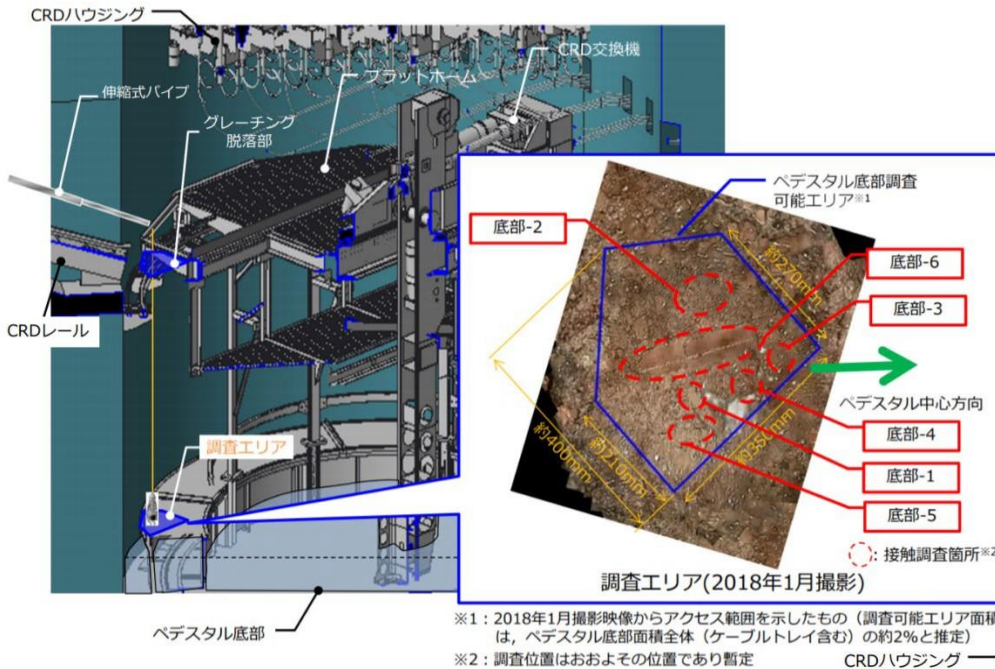 CRDハウジング
伸縮式パイプ
グレーチング
脱落部
プラットホーム
CRD交換機
CRDレール
調査エリア
ペデスタル底部
ペデスタル底部調査
可能エリア※1
底部-2
約270mm
底部-6
底部-3
ペデスタル中心方向
底部-4
底部-1
底部-5
約350mm
約210mm
約400mm
:接触調査箇所※2
調査エリア(2018年1月撮影)
※1:2018年1月撮影映像からアクセス範囲を示したもの(調査可能エリア面積
は,ペデスタル底部面積全体(ケーブルトレイ含む)の約2%と推定)
※2:調査位置はおおよその位置であり暫定
CRDハウジング